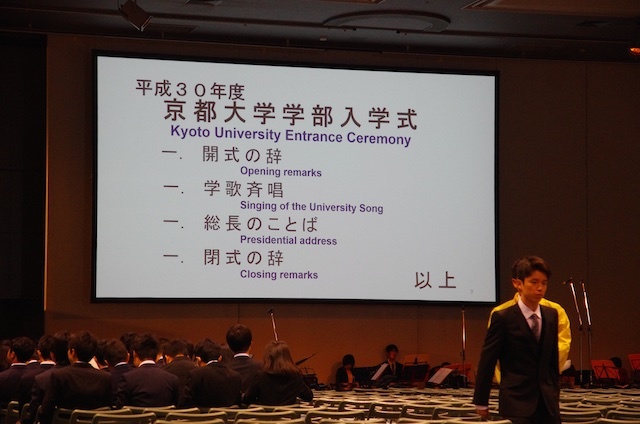 平成３０年度
京都大学学部入学式
Kyoto University Entrance Ceremony
一．開式の辞
Opening remarks
一．学歌斉唱
Singing of the University Song
一．総長のことば
Presidential address
一．閉式の辞
Closing remarks
以上